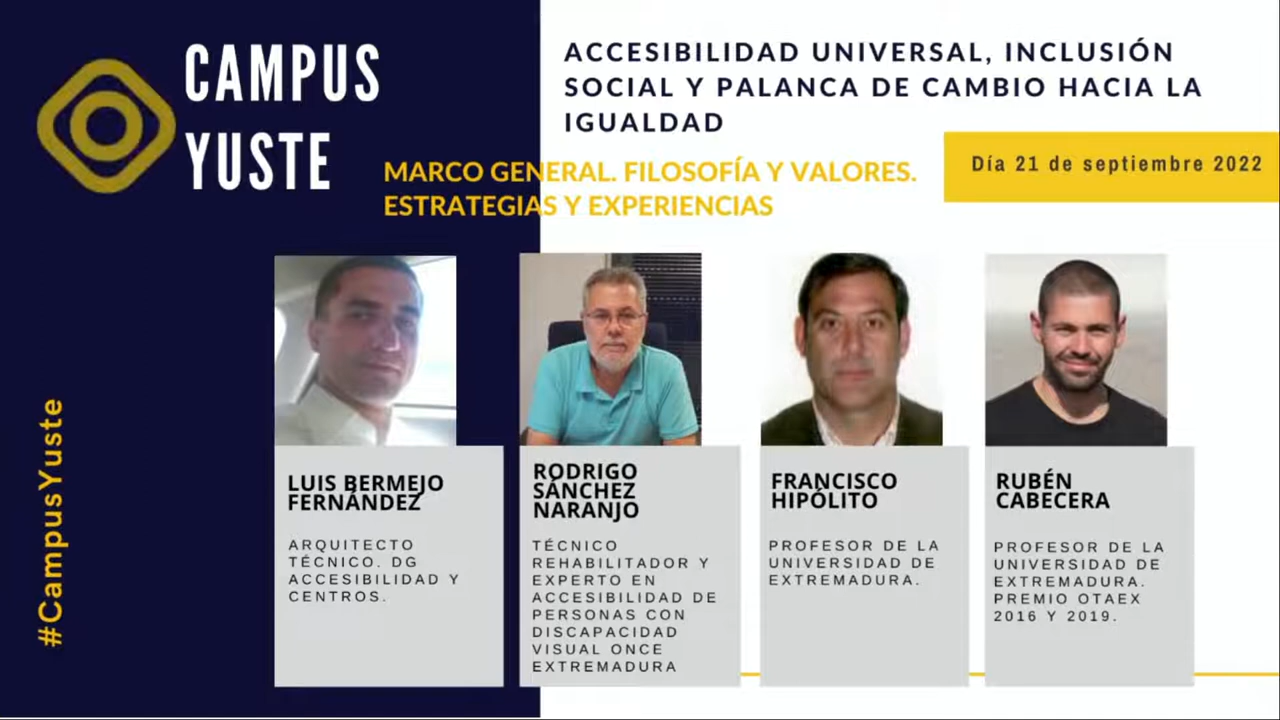 CAMPUS
YUSTE
ACCESIBILIDAD UNIVERSAL, INCLUSIÓN
SOCIAL Y PALANCA DE CAMBIO HACIA LA
IGUALDAD
Día 21 de septiembre 2022
MARCO GENERAL. FILOSOFÍA Y VALORES.
ESTRATEGIAS Y EXPERIENCIAS
#CampusYuste
LUIS BERMEJO
FERNÁNDEZ
ARQUITECTO
TÉCNICO. DG
ACCESIBILIDAD Y
CENTROS.
RODRIGO
SÁNCHEZ
NARANJO
TÉCNICO
REHABILITADOR Y
EXPERTO EN
ACCESIBILIDAD DE
PERSONAS CON
DISCAPACIDAD
VISUAL ONCE
EXTREMADURA
FRANCISCO
HIPÓLITO
PROFESOR DE LA
UNIVERSIDAD DE
EXTREMADURA.
RUBÉN
CABECERA
PROFESOR DE LA
UNIVERSIDAD DE
EXTREMADURA.
PREMIO OTAEX
2016 Y 2019.